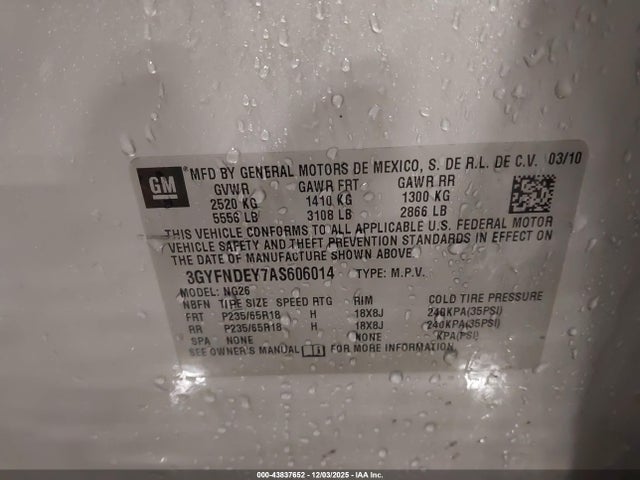 GM
® MFD BY GENERAL MOTORS DE MEXICO, S. DE R.L. DE C.V. 03/10
GVWR GAWR FRT GAWR RR
2520 KG 1410 KG 1300 KG
5556 LB 3108 LB 2866 LB
THIS VEHICLE CONFORMS TO ALL APPLICABLE U.S. FEDERAL MOTOR
VEHICLE SAFETY AND THEFT PREVENTION STANDARDS IN EFFECT ON
THE DATE OF MANUFACTURE SHOWN ABOVE.
3GYFNDEY7AS606014 TYPE: M.P.V.
MODEL: NG26
NBFN TIRE SIZE SPEED RTG RIM COLD TIRE PRESSURE
FRT P235/65R18 H 18X8J 240KPA(35PSI)
RR P235/65R18 H 18X8J 240KPA(35PSI)
SPA NONE NONE KPA(PSI)
SEE OWNER'S MANUAL FOR MORE INFORMATION.
000-43837652 - 12/03/2025 - IAA Inc.